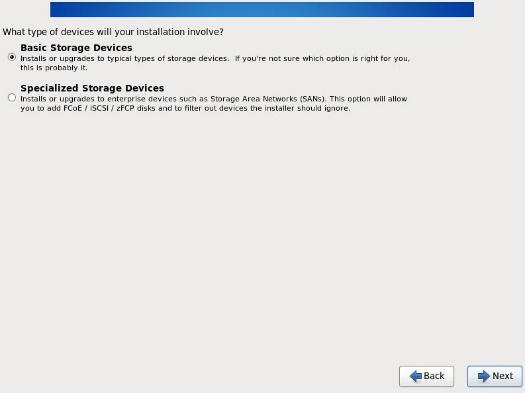 What type of devices will your installation involve?
Basic Storage Devices
Installs or upgrades to typical types of storage devices.  If you're not sure which option is right for you,
this is probably it.
Specialized Storage Devices
Installs or upgrades to enterprise devices such as Storage Area Networks (SANs). This option will allow
you to add FCoE / iSCSI / zFCP disks and to filter out devices the installer should ignore.
Back
Next